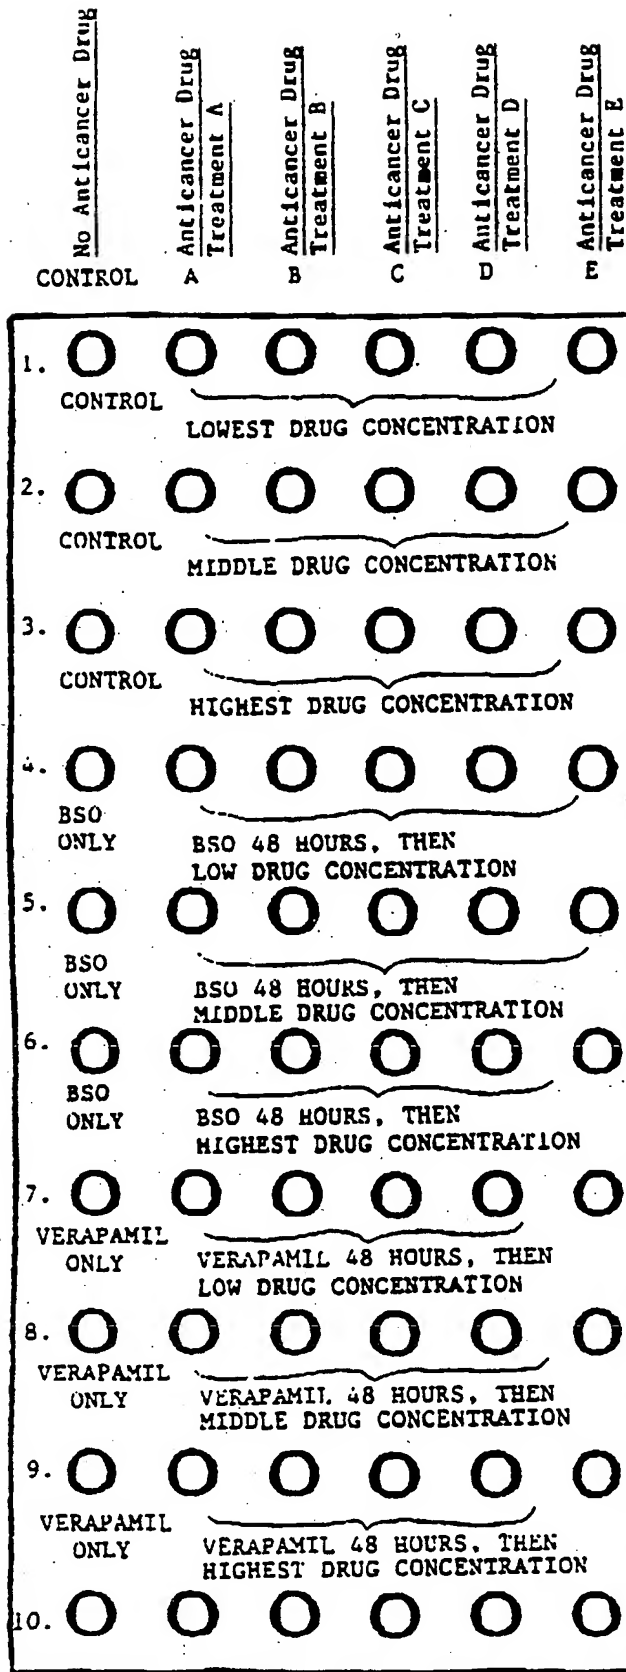 No Anticancer Drug
Anticancer Drug
Treatment A
Anticancer Drug
Treatment B
Anticancer Drug
Treatment C
Anticancer Drug
Treatment D
Anticancer Drug
Treatment E
CONTROL A B C D E
1.
CONTROL
LOWEST DRUG CONCENTRATION
2.
CONTROL
MIDDLE DRUG CONCENTRATION
3.
CONTROL
HIGHEST DRUG CONCENTRATION
4.
BSO
ONLY
BSO 48 HOURS, THEN
LOW DRUG CONCENTRATION
5.
BSO
ONLY
BSO 48 HOURS, THEN
MIDDLE DRUG CONCENTRATION
6.
BSO
ONLY
BSO 48 HOURS, THEN
HIGHEST DRUG CONCENTRATION
7.
VERAPAMIL
ONLY
VERAPAMIL 48 HOURS, THEN
LOW DRUG CONCENTRATION
8.
VERAPAMIL
ONLY
VERAPAMIL 48 HOURS, THEN
MIDDLE DRUG CONCENTRATION
9.
VERAPAMIL
ONLY
VERAPAMIL 48 HOURS, THEN
HIGHEST DRUG CONCENTRATION
10.